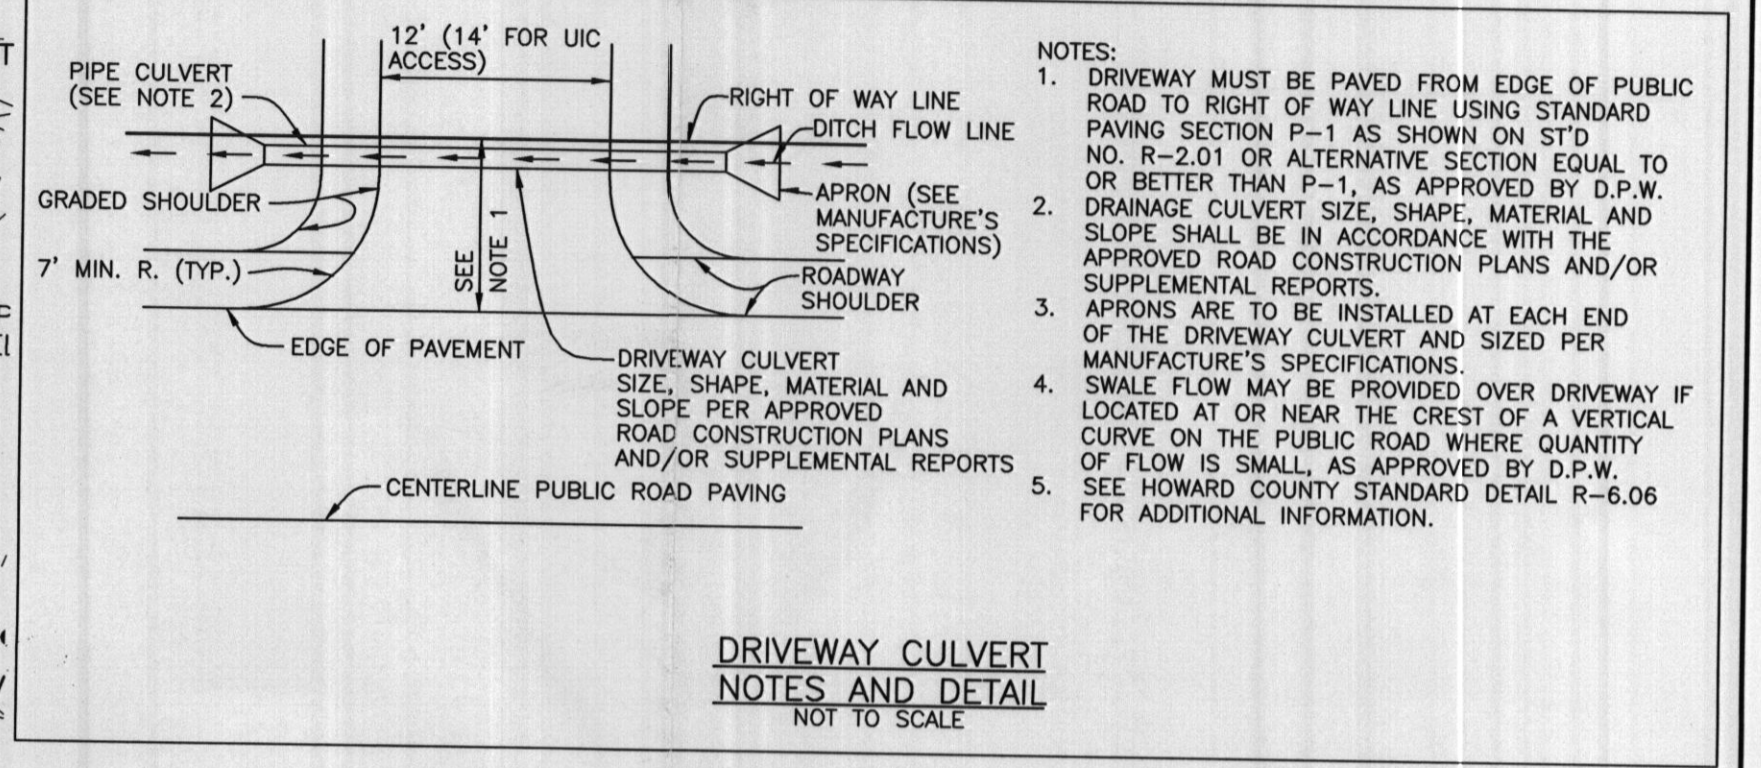 12' (14' FOR UIC
ACCESS)
PIPE CULVERT
(SEE NOTE 2)
RIGHT OF WAY LINE
DITCH FLOW LINE
GRADED SHOULDER
APRON (SEE
MANUFACTURE'S
SPECIFICATIONS)
SEE
NOTE 1
7' MIN. R. (TYP.)
ROADWAY
SHOULDER
EDGE OF PAVEMENT
DRIVEWAY CULVERT
SIZE, SHAPE, MATERIAL AND
SLOPE PER APPROVED
ROAD CONSTRUCTION PLANS
AND/OR SUPPLEMENTAL REPORTS
CENTERLINE PUBLIC ROAD PAVING
NOTES:
1. DRIVEWAY MUST BE PAVED FROM EDGE OF PUBLIC
ROAD TO RIGHT OF WAY LINE USING STANDARD
PAVING SECTION P-1 AS SHOWN ON ST'D
NO. R-2.01 OR ALTERNATIVE SECTION EQUAL TO
OR BETTER THAN P-1, AS APPROVED BY D.P.W.
2. DRAINAGE CULVERT SIZE, SHAPE, MATERIAL AND
SLOPE SHALL BE IN ACCORDANCE WITH THE
APPROVED ROAD CONSTRUCTION PLANS AND/OR
SUPPLEMENTAL REPORTS.
3. APRONS ARE TO BE INSTALLED AT EACH END
OF THE DRIVEWAY CULVERT AND SIZED PER
MANUFACTURE'S SPECIFICATIONS.
4. SWALE FLOW MAY BE PROVIDED OVER DRIVEWAY IF
LOCATED AT OR NEAR THE CREST OF A VERTICAL
CURVE ON THE PUBLIC ROAD WHERE QUANTITY
OF FLOW IS SMALL, AS APPROVED BY D.P.W.
5. SEE HOWARD COUNTY STANDARD DETAIL R-6.06
FOR ADDITIONAL INFORMATION.
DRIVEWAY CULVERT
NOTES AND DETAIL
NOT TO SCALE